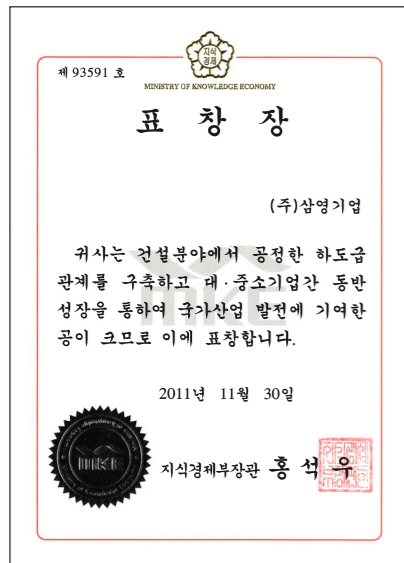 지식
경제
제 93591 호
MINISTRY OF KNOWLEDGE ECONOMY
표 창 장
(주)삼영기업
귀사는 건설분야에서 공정한 하도급
관계를 구축하고 대·중소기업간 동반
성장을 통하여 국가산업 발전에 기여한
공이 크므로 이에 표창합니다.
MKE
2011년 11월 30일
MKE
지식경제부장관 홍석우